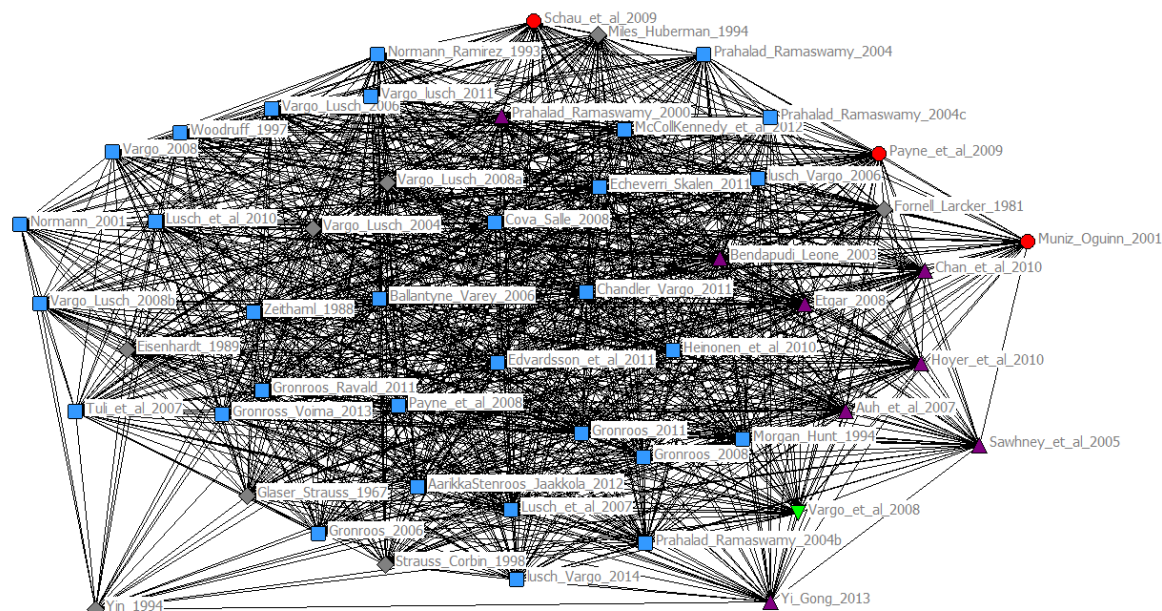 Schau_et_al_2009
Miles_Huberman_1994
Normann_Ramirez_1993
Prahalad_Ramaswamy_2004
Vargo_lusch_2011
Vargo_Lusch_2006
Prahalad_Ramaswamy_2000
Prahalad_Ramaswamy_2004c
McCollKennedy_et_al_2012
Woodruff_1997
Vargo_2008
Payne_et_al_2009
Vargo_Lusch_2008a
Echeverri_Skalen_2011
lusch_Vargo_2006
Fornell_Larcker_1981
Normann_2001
Lusch_et_al_2010
Vargo_Lusch_2004
Cova_Salle_2008
Muniz_Oguinn_2001
Bendapudi_Leone_2003
Chan_et_al_2010
Vargo_Lusch_2008b
Zeithaml_1988
Ballantyne_Varey_2006
Chandler_Vargo_2011
Etgar_2008
Eisenhardt_1989
Edvardsson_et_al_2011
Heinonen_et_al_2010
Hoyer_et_al_2010
Gronroos_Ravald_2011
Tuli_et_al_2007
Gronross_Voima_2013
Payne_et_al_2008
Auh_et_al_2007
Gronroos_2011
Morgan_Hunt_1994
Sawhney_et_al_2005
Gronroos_2008
Glaser_Strauss_1967
AarikkaStenroos_Jaakkola_2012
Lusch_et_al_2007
Vargo_et_al_2008
Gronroos_2006
Prahalad_Ramaswamy_2004b
Strauss_Corbin_1998
lusch_Vargo_2014
Yin_1994
Yi_Gong_2013